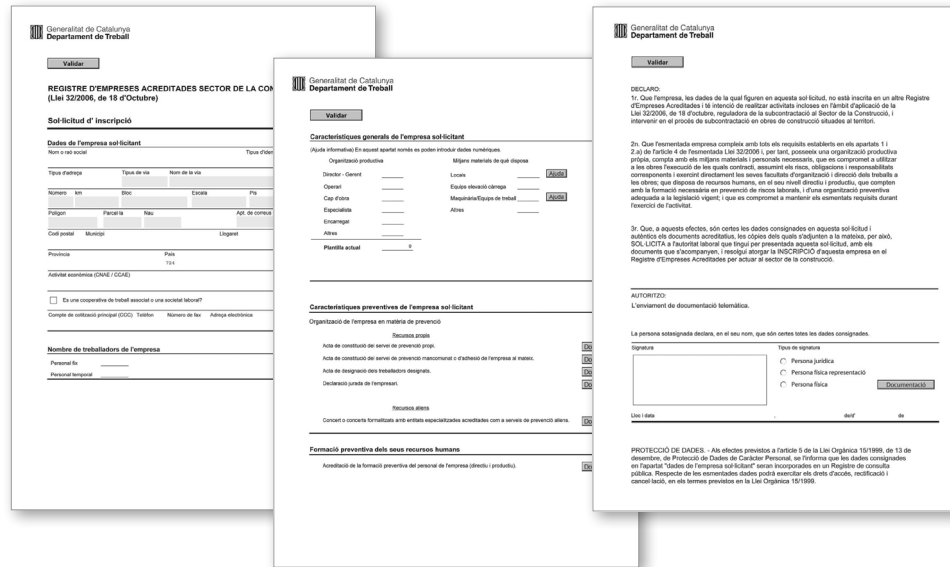 Generalitat de Catalunya
Departament de Treball
Validar
REGISTRE D'EMPRESES ACREDITADES SECTOR DE LA CON
(Llei 32/2006, de 18 d'Octubre)
Sol·licitud d' inscripció
Dades de l'empresa sol·licitant
Nom o raó social Tipus d'iden
Tipus d'adreça Tipus de via Nom de la via
Número km Bloc Escala Pis
Polígon Parcel la Nau Apt. de correus
Codi postal Municipi Llogaret
Província País
724
Activitat econòmica (CNAE / CCAE)
Es una cooperativa de treball associat o una societat laboral?
Compte de cotització principal (CCC) Telèfon Número de fax Adreça electrònica
Nombre de treballadors de l'empresa
Personal fix
Personal temporal
Generalitat de Catalunya
Departament de Treball
Validar
Característiques generals de l'empresa sol·licitant
(Ajuda informativa) En aquest apartat només es poden introduir dades numèriques.
Organització productiva Mitjans materials de què disposa
Director - Gerent Locals Ajuda
Operari Equips elevació càrrega
Cap d'obra Maquinària/Equips de treball Ajuda
Especialista Altres
Encarregat
Altres
Plantilla actual 0
Característiques preventives de l'empresa sol·licitant
Organització de l'empresa en matèria de prevenció
Recursos propis
Acta de constitució del servei de prevenció propi. Do
Acta de constitució del servei de prevenció mancomunat o d'adhesió de l'empresa al mateix. Do
Acta de designació dels treballadors designats. Do
Declaració jurada de l'empresari. Do
Recursos aliens
Concert o concerts formalitzats amb entitats especialitzades acreditades com a serveis de prevenció aliens. Do
Formació preventiva dels seus recursos humans
Acreditació de la formació preventiva del personal de l'empresa (directiu i productiu). Do
Generalitat de Catalunya
Departament de Treball
Validar
DECLARO:
1r. Que l'empresa, les dades de la qual figuren en aquesta sol·licitud, no està inscrita en un altre Registre
d'Empreses Acreditades i té intenció de realitzar activitats incloses en l'àmbit d'aplicació de la
Llei 32/2006, de 18 d'octubre, reguladora de la subcontractació al Sector de la Construcció, i
intervenir en el procés de subcontractació en obres de construcció situades al territori.
2n. Que l'esmentada empresa compleix amb tots els requisits establerts en els apartats 1 i
2.a) de l'article 4 de l'esmentada Llei 32/2006 i, per tant, posseeix una organització productiva
pròpia, compta amb els mitjans materials i personals necessaris, que es compromet a utilitzar
a les obres l'execució de les quals contracti, assumint els risks, obligacions i responsabilitats
corresponents i exercint directament les seves facultats d'organització i direcció dels treballs a
les obres; que disposa de recursos humans, en el seu nivell directiu i productiu, que compten
amb la formació necessària en prevenció de riscos laborals, i d'una organització preventiva
adequada a la legislació vigent; i que es compromet a mantenir els esmentats requisits durant
l'exercici de l'activitat.
3r. Que, a aquests efectes, són certes les dades consignades en aquesta sol·licitud i
autèntics els documents acreditatius, les còpies dels quals s'adjunten a la mateixa, per això,
SOL·LICITA a l'autoritat laboral que tingui per presentada aquesta sol·licitud, amb els
documents que s'acompanyen, i resolgui atorgar la INSCRIPCIÓ d'aquesta empresa en el
Registre d'Empreses Acreditades per actuar al sector de la construcció.
AUTORITZO:
L'enviament de documentació telemàtica.
La persona sotasignada declara, en el seu nom, que són certes totes les dades consignades.
Signatura Tipus de signatura
Persona jurídica
Persona física representació
Persona física Documentació
Lloc i data , de/d' de
PROTECCIÓ DE DADES. - Als efectes previstos a l'article 5 de la Llei Orgànica 15/1999, de 13 de
desembre, de Protecció de Dades de Caràcter Personal, se l'informa que les dades consignades
en l'apartat "dades de l'empresa sol·licitant" seran incorporades en un Registre de consulta
pública. Respecte de les esmentades dades podrà exercitar els drets d'accés, rectificació i
cancel·lació, en els termes previstos en la Llei Orgànica 15/1999.